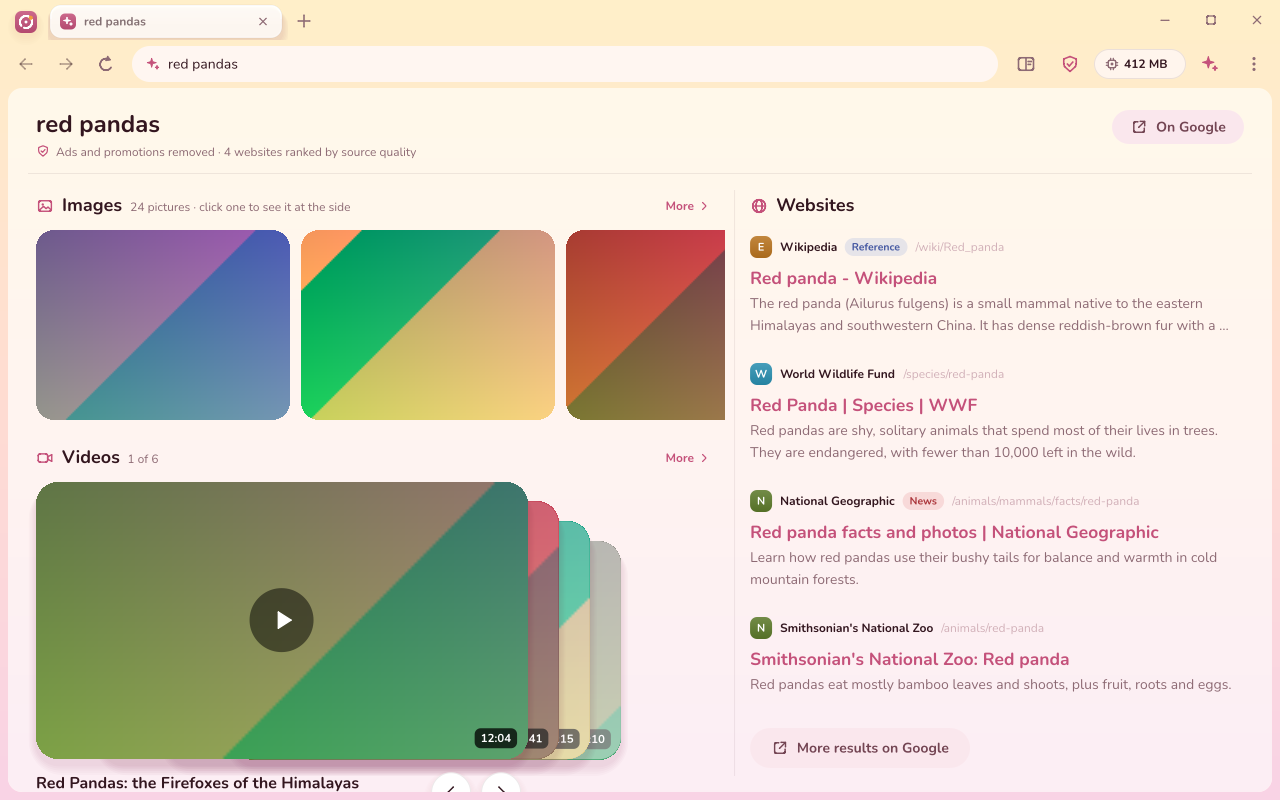 red pandas
red pandas
412 MB
red pandas
On Google
Ads and promotions removed · 4 websites ranked by source quality
Images 24 pictures · click one to see it at the side More
Videos 1 of 6 More
12:04
41
15
10
Red Pandas: the Firefoxes of the Himalayas
Websites
E Wikipedia Reference /wiki/Red_panda
Red panda - Wikipedia
The red panda (Ailurus fulgens) is a small mammal native to the eastern
Himalayas and southwestern China. It has dense reddish-brown fur with a ...
W World Wildlife Fund /species/red-panda
Red Panda | Species | WWF
Red pandas are shy, solitary animals that spend most of their lives in trees.
They are endangered, with fewer than 10,000 left in the wild.
N National Geographic News /animals/mammals/facts/red-panda
Red panda facts and photos | National Geographic
Learn how red pandas use their bushy tails for balance and warmth in cold
mountain forests.
N Smithsonian's National Zoo /animals/red-panda
Smithsonian's National Zoo: Red panda
Red pandas eat mostly bamboo leaves and shoots, plus fruit, roots and eggs.
More results on Google